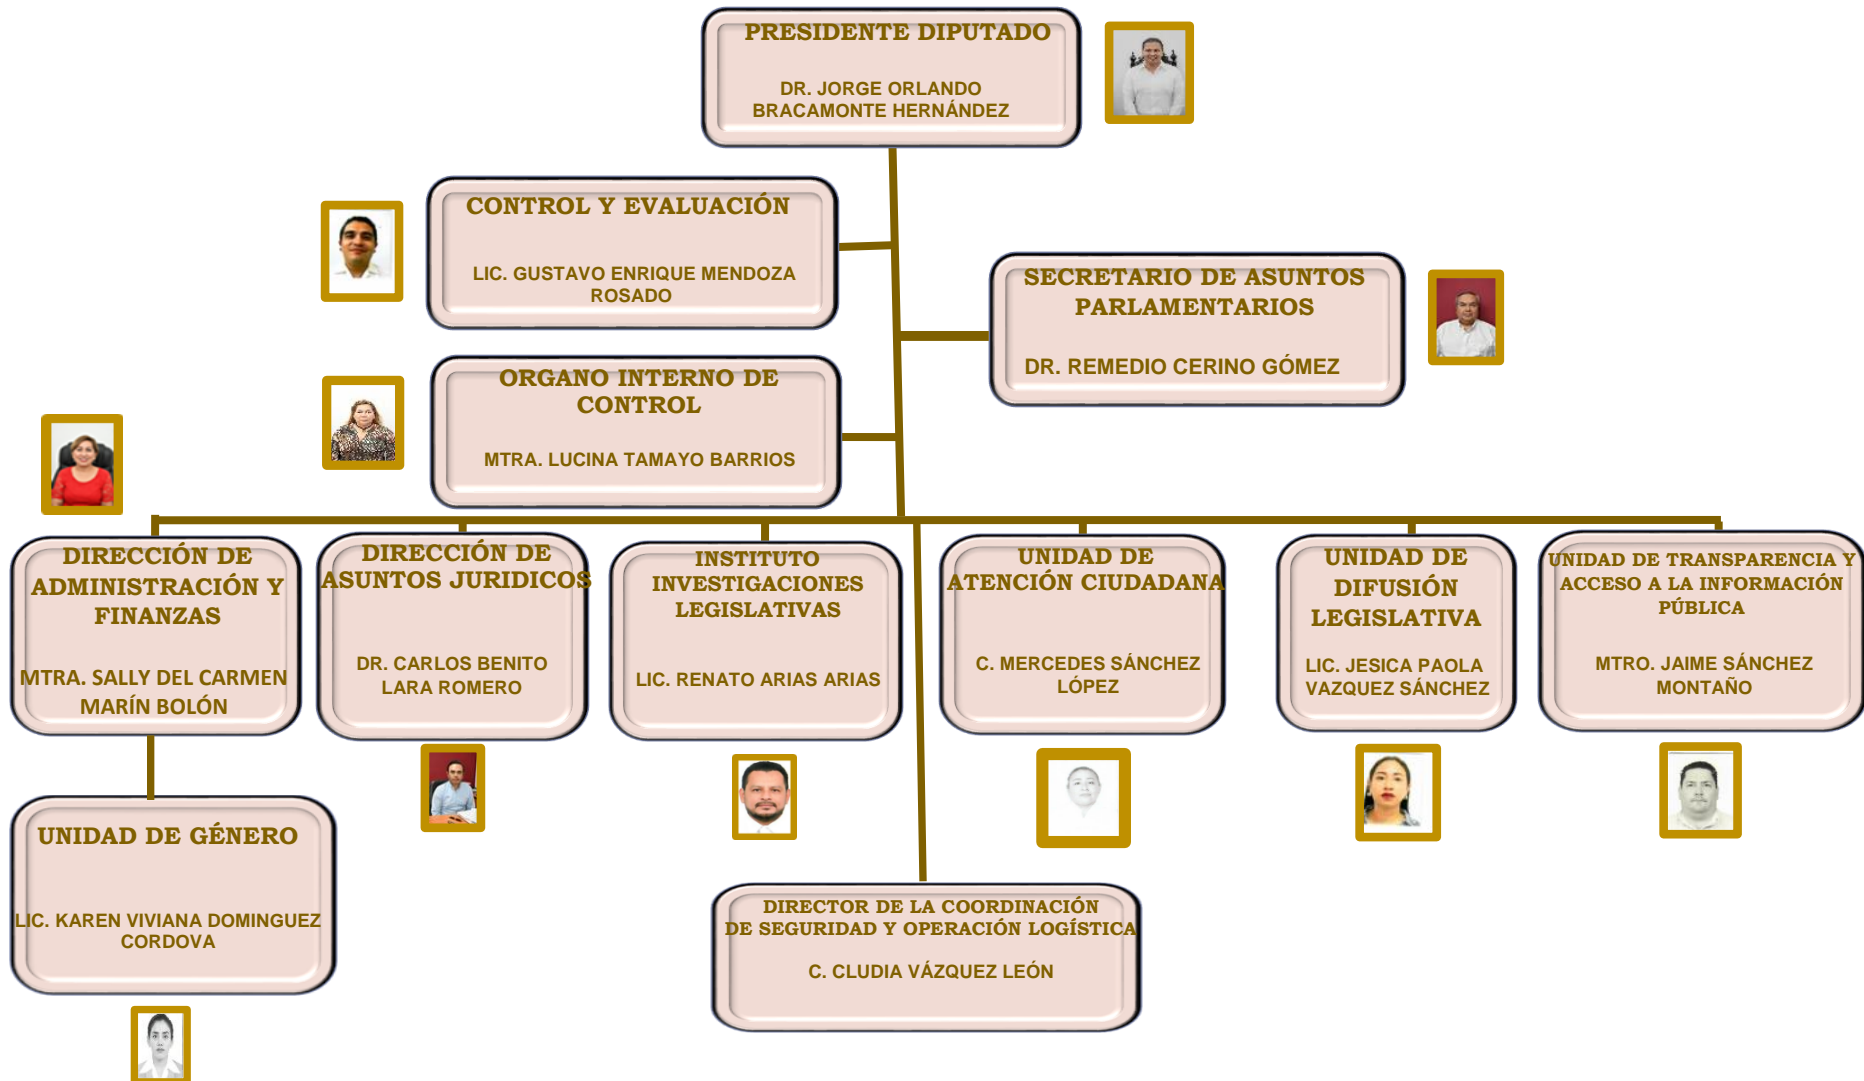 PRESIDENTE DIPUTADO
DR. JORGE ORLANDO
BRACAMONTE HERNÁNDEZ
CONTROL Y EVALUACIÓN
LIC. GUSTAVO ENRIQUE MENDOZA
ROSADO
SECRETARIO DE ASUNTOS
PARLAMENTARIOS
DR. REMEDIO CERINO GÓMEZ
ORGANO INTERNO DE
CONTROL
MTRA. LUCINA TAMAYO BARRIOS
DIRECCIÓN DE
ADMINISTRACIÓN Y
FINANZAS
MTRA. SALLY DEL CARMEN
MARÍN BOLÓN
DIRECCIÓN DE
ASUNTOS JURIDICOS
DR. CARLOS BENITO
LARA ROMERO
INSTITUTO
INVESTIGACIONES
LEGISLATIVAS
LIC. RENATO ARIAS ARIAS
UNIDAD DE
ATENCIÓN CIUDADANA
C. MERCEDES SÁNCHEZ
LÓPEZ
UNIDAD DE
DIFUSIÓN
LEGISLATIVA
LIC. JESICA PAOLA
VAZQUEZ SÁNCHEZ
UNIDAD DE TRANSPARENCIA Y
ACCESO A LA INFORMACIÓN
PÚBLICA
MTRO. JAIME SÁNCHEZ
MONTAÑO
UNIDAD DE GÉNERO
LIC. KAREN VIVIANA DOMINGUEZ
CORDOVA
DIRECTOR DE LA COORDINACIÓN
DE SEGURIDAD Y OPERACIÓN LOGÍSTICA
C. CLUDIA VÁZQUEZ LEÓN